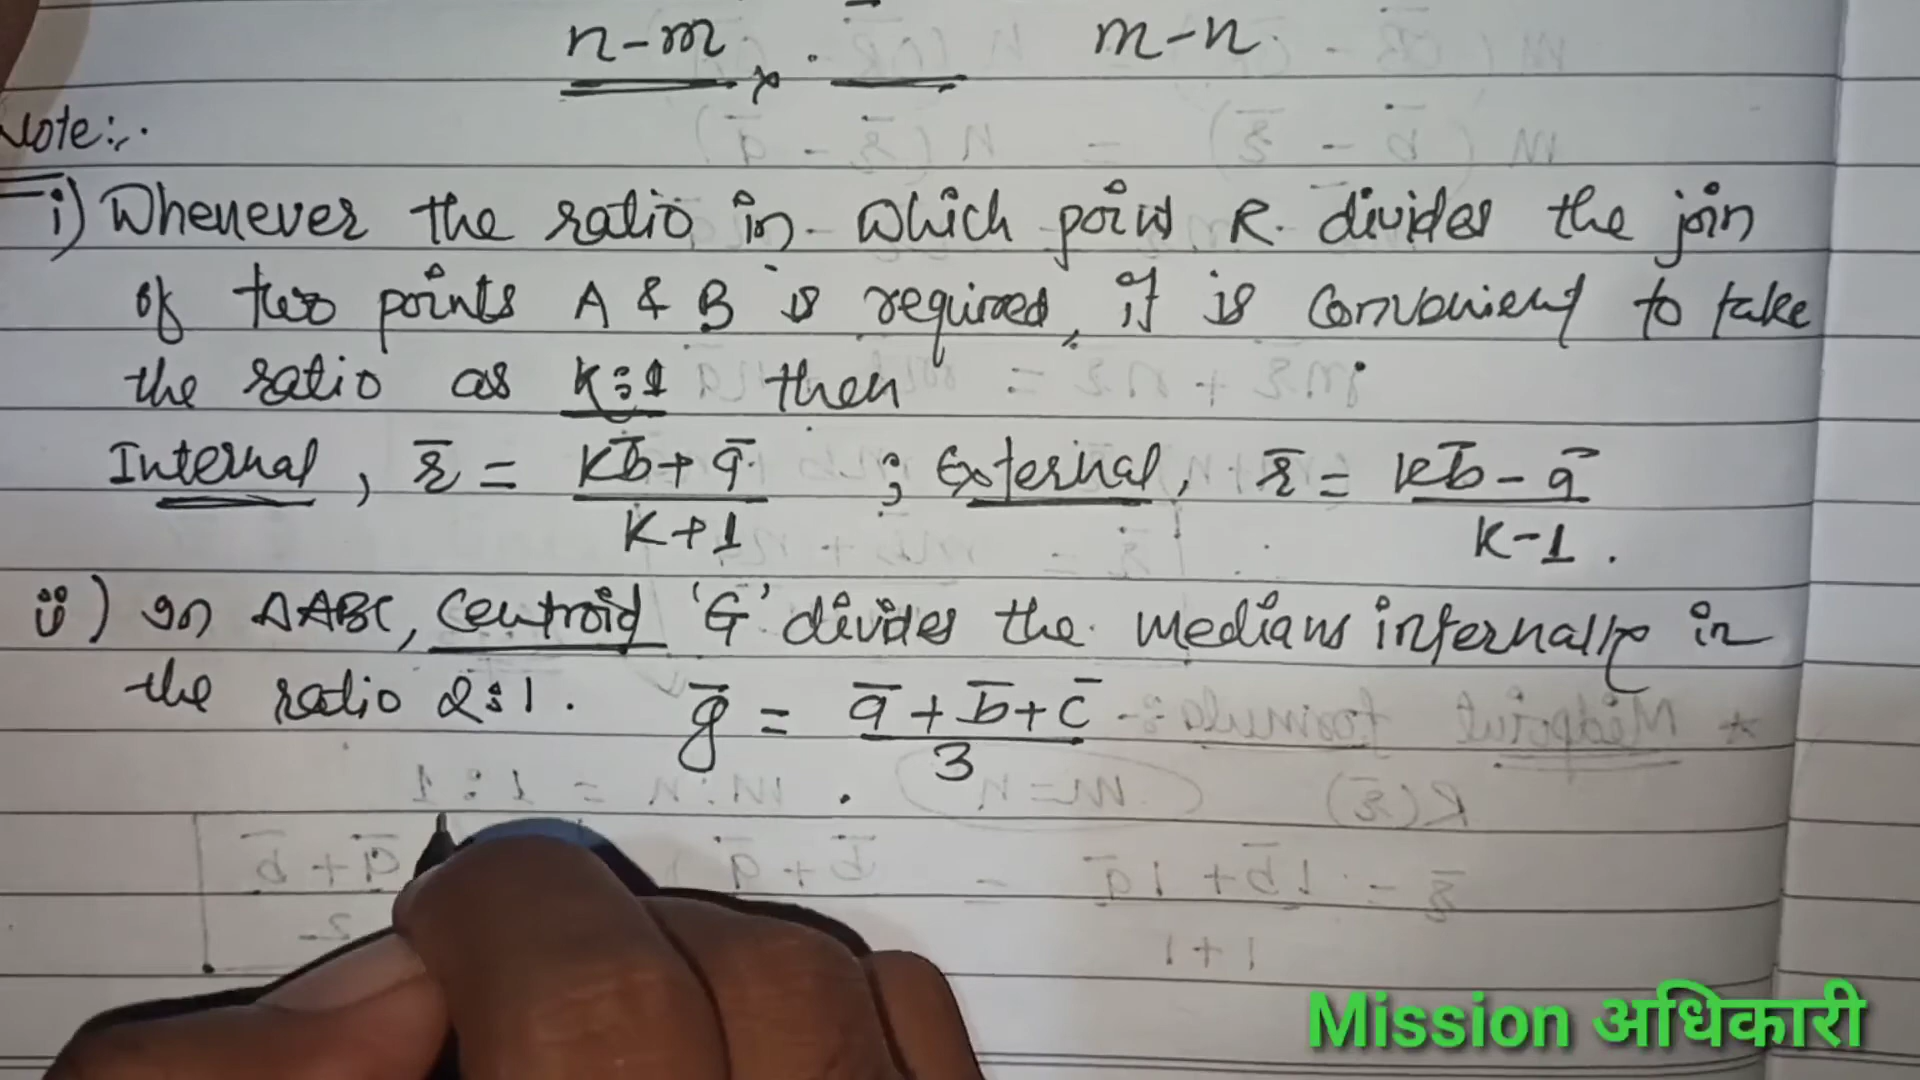 n-m m-n
Note:-
i) Whenever the ratio in which point R divides the join
of two points A & B is required, it is convenient to take
the ratio as K:1 then
Internal, r̄ = (kb̄ + ā)/(k+1) ; External, r̄ = (kb̄ - ā)/(k-1).
ii) In ΔABC, Centroid 'G' divides the medians internally in
the ratio 2:1. ḡ = (ā + b̄ + c̄)/3
Mission अधिकारी